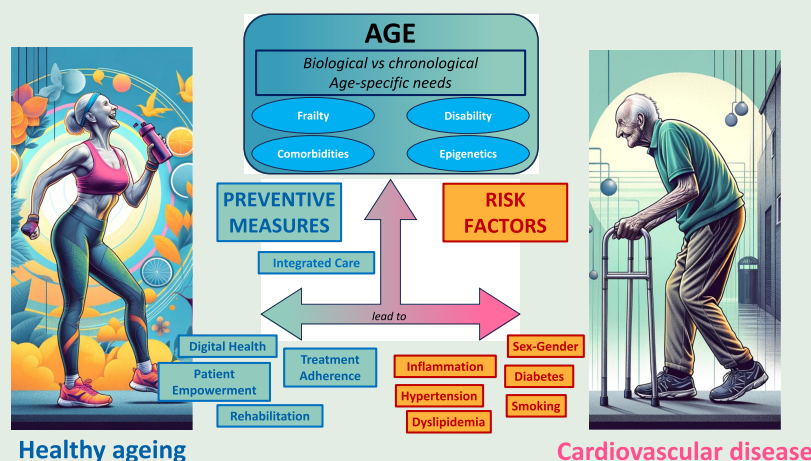 AGE
Biological vs chronological
Age-specific needs
Frailty
Disability
Comorbidities
Epigenetics
PREVENTIVE
MEASURES
RISK
FACTORS
Integrated Care
lead to
Digital Health
Patient
Empowerment
Treatment
Adherence
Rehabilitation
Sex-Gender
Inflammation
Diabetes
Hypertension
Smoking
Dyslipidemia
Healthy ageing
Cardiovascular disease